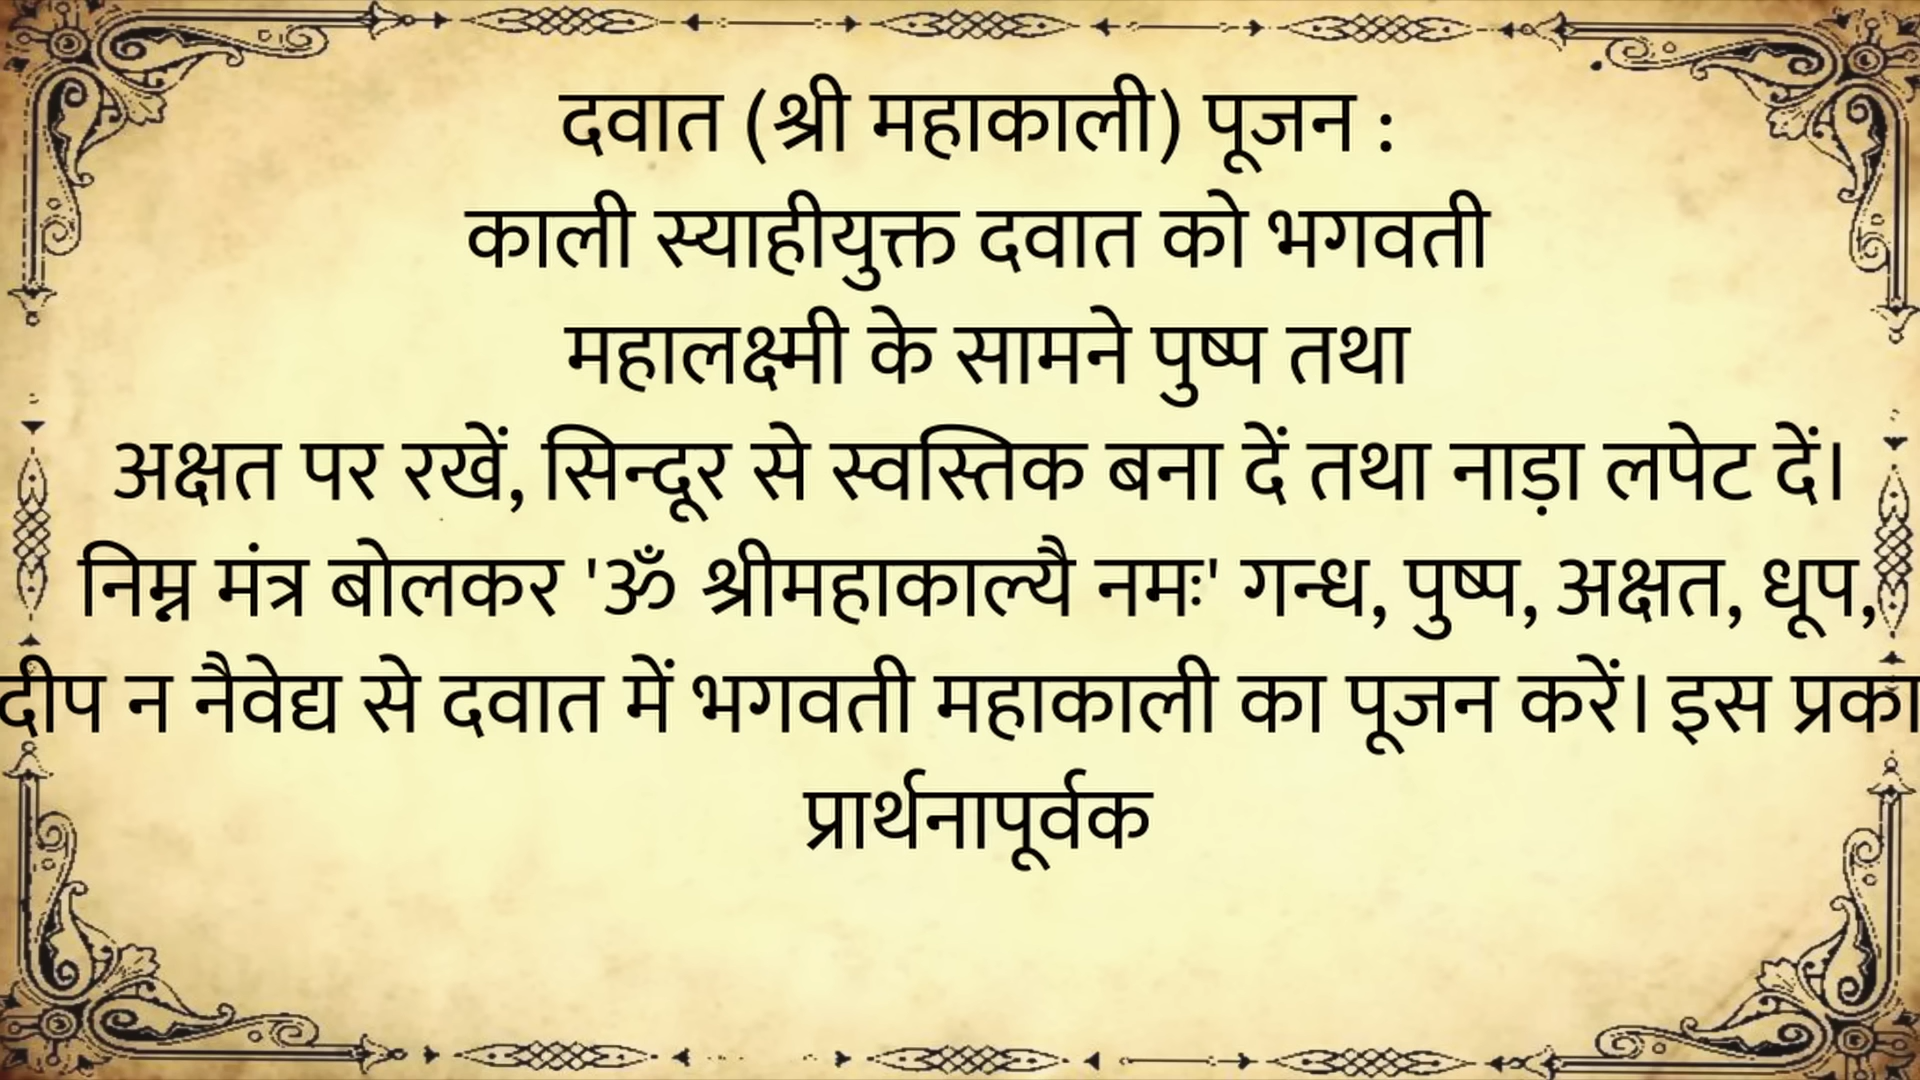 दवात (श्री महाकाली) पूजन :
काली स्याहीयुक्त दवात को भगवती
महालक्ष्मी के सामने पुष्प तथा
अक्षत पर रखें, सिन्दूर से स्वस्तिक बना दें तथा नाड़ा लपेट दें।
निम्न मंत्र बोलकर 'ॐ श्रीमहाकाल्यै नमः' गन्ध, पुष्प, अक्षत, धूप,
दीप न नैवेद्य से दवात में भगवती महाकाली का पूजन करें। इस प्रका
प्रार्थनापूर्वक